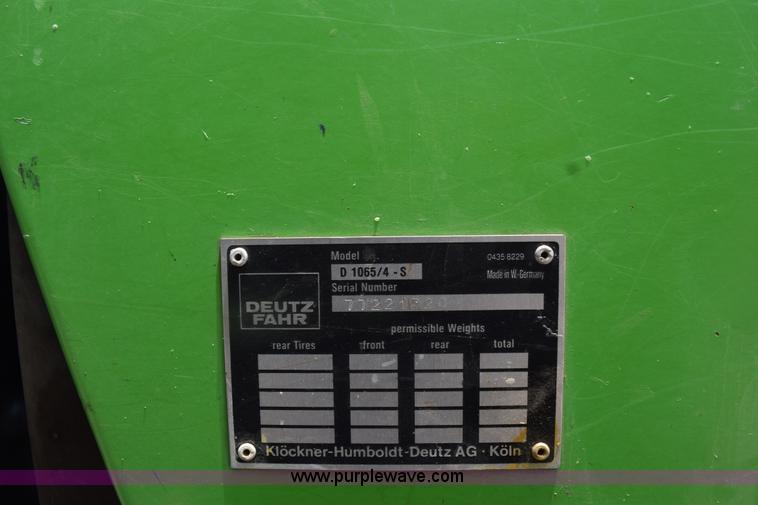 Model
0435 8229
D 1065/4 - S
Made in W.-Germany
Serial Number
DEUTZ
FAHR
permissible Weights
rear Tires front rear total
Klöckner-Humboldt-Deutz AG · Köln
www.purplewave.com